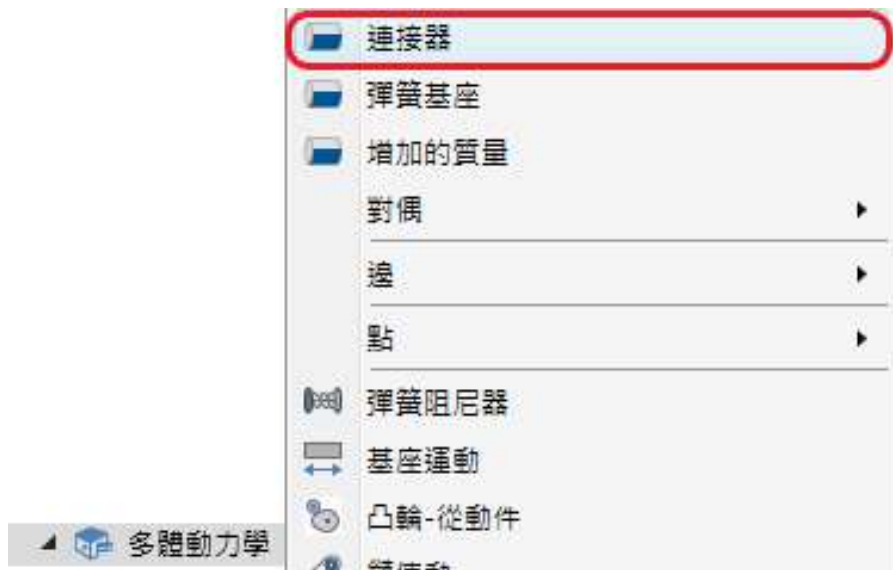 連接器
彈簧基座
增加的質量
對偶
邊
點
彈簧阻尼器
基座運動
凸輪-從動件
多體動力學